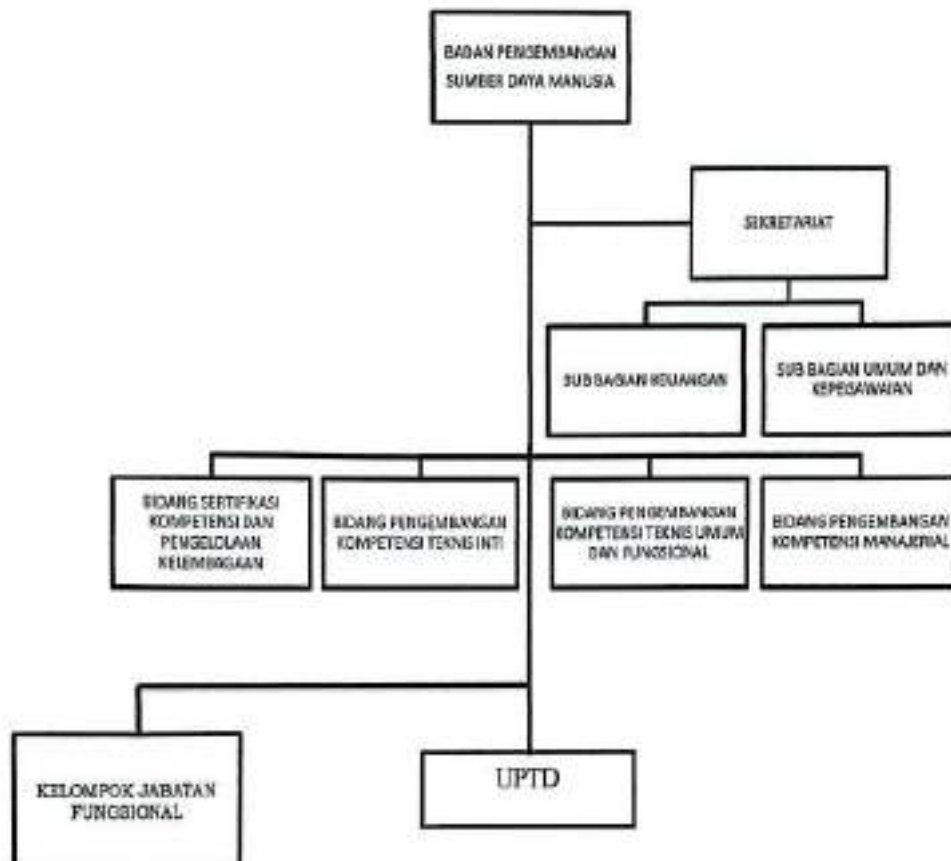 BADAN PENGEMBANGAN
SUMBER DAYA MANUSIA
SEKRETARIAT
SUB BAGIAN KEUANGAN
SUB BAGIAN UMUM DAN
KEPEGAWAIAN
BIDANG SERTIFIKASI
KOMPETENSI DAN
PENGELOLAAN
KELEMBAGAAN
BIDANG PENGEMBANGAN
KOMPETENSI TEKNIS INTI
BIDANG PENGEMBANGAN
KOMPETENSI TEKNIS UMUM
DAN FUNGSIONAL
BIDANG PENGEMBANGAN
KOMPETENSI MANAJERIAL
KELOMPOK JABATAN
FUNGSIONAL
UPTD